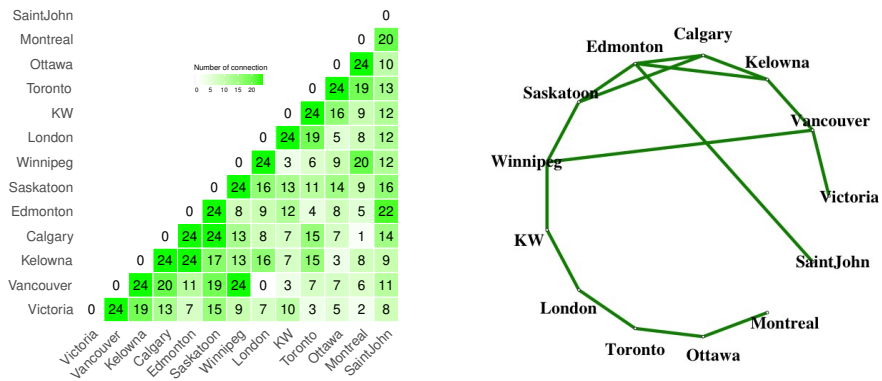 SaintJohn 0
Montreal 0 20
Ottawa 0 24 10
Toronto 0 24 19 13
KW 0 24 16 9 12
London 0 24 19 5 8 12
Winnipeg 0 24 3 6 9 20 12
Saskatoon 0 24 16 13 11 14 9 16
Edmonton 0 24 8 9 12 4 8 5 22
Calgary 0 24 24 13 8 7 15 7 1 14
Kelowna 0 24 24 17 13 16 7 15 3 8 9
Vancouver 0 24 20 11 19 24 0 3 7 7 6 11
Victoria 0 24 19 13 7 15 9 7 10 3 5 2 8
Victoria Vancouver Kelowna Calgary Edmonton Saskatoon Winnipeg London KW Toronto Ottawa Montreal SaintJohn
Number of connection
0 5 10 15 20
Calgary
Edmonton
Kelowna
Saskatoon
Vancouver
Winnipeg
Victoria
KW
SaintJohn
London
Montreal
Toronto
Ottawa